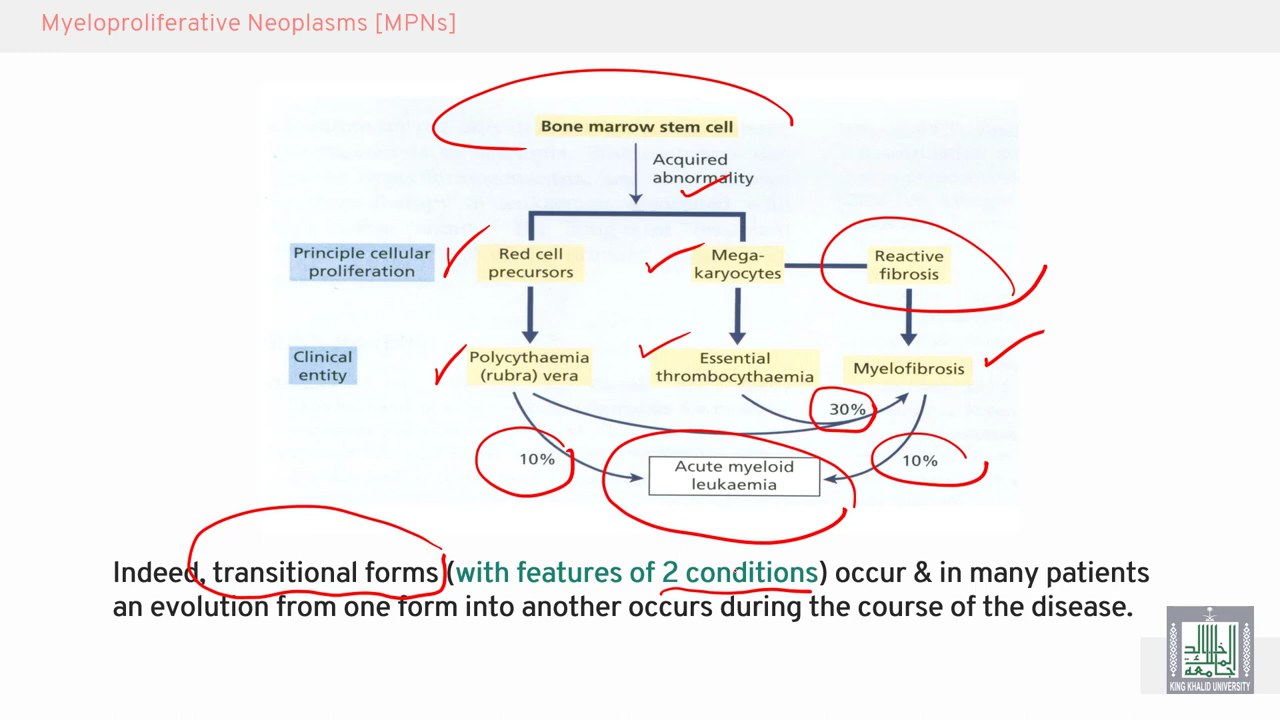 Myeloproliferative Neoplasms [MPNs]
Bone marrow stem cell
Acquired
abnormality
Principle cellular
proliferation
Red cell
precursors
Mega-
karyocytes
Reactive
fibrosis
Clinical
entity
Polycythaemia
(rubra) vera
Essential
thrombocythaemia
Myelofibrosis
30%
10%
10%
Acute myeloid
leukaemia
Indeed, transitional forms (with features of 2 conditions) occur & in many patients
an evolution from one form into another occurs during the course of the disease.
KING KHALID UNIVERSITY